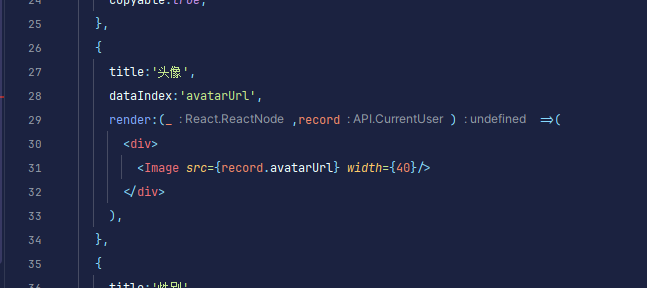 24 copyable:true,
25 },
26 {
27 title:'头像',
28 dataIndex:'avatarUrl',
29 render:(_ : React.ReactNode ,record : API.CurrentUser ) : undefined =>(
30 <div>
31 <Image src={record.avatarUrl} width={40}/>
32 </div>
33 ),
34 },
35 {
36 title:'性别',